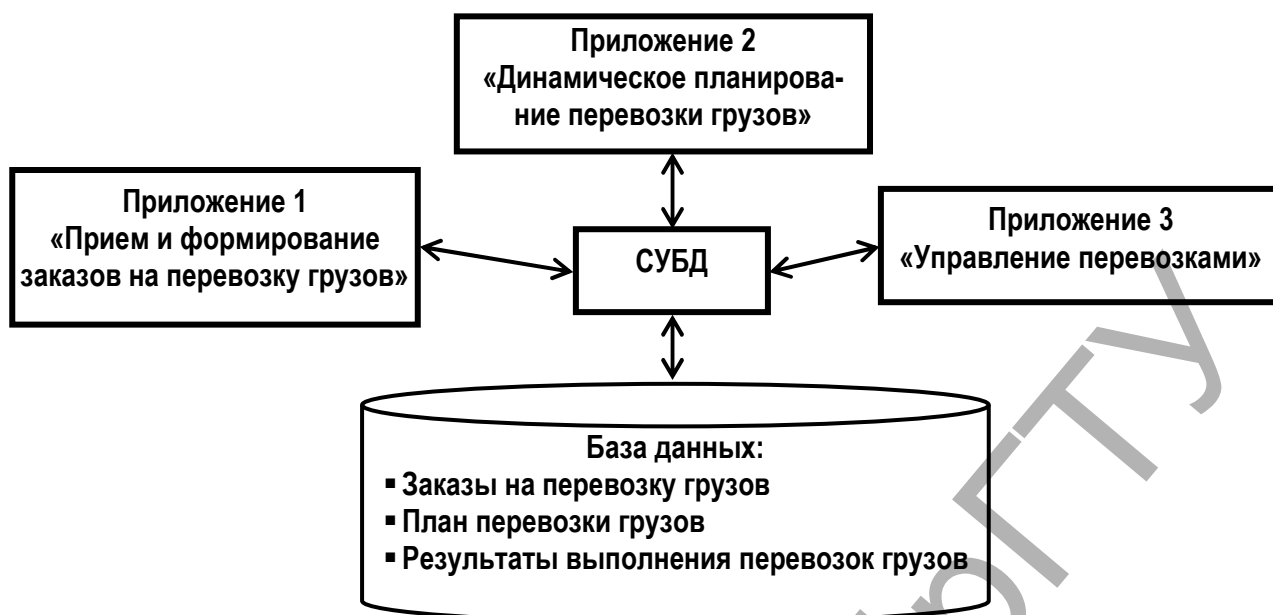 Приложение 2
«Динамическое планирова-
ние перевозки грузов»
Приложение 1
«Прием и формирование
заказов на перевозку грузов»
СУБД
Приложение 3
«Управление перевозками»
База данных:
▪ Заказы на перевозку грузов
▪ План перевозки грузов
▪ Результаты выполнения перевозок грузов
рГТУ